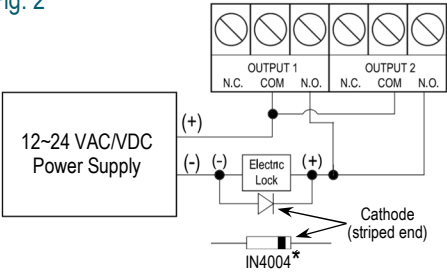 Fig. 2
OUTPUT 1 OUTPUT 2
N.C. COM N.O. N.C. COM N.O.
12~24 VAC/VDC
Power Supply
(+)
(-) (-) Electric
Lock (+)
Cathode
(striped end)
IN4004*